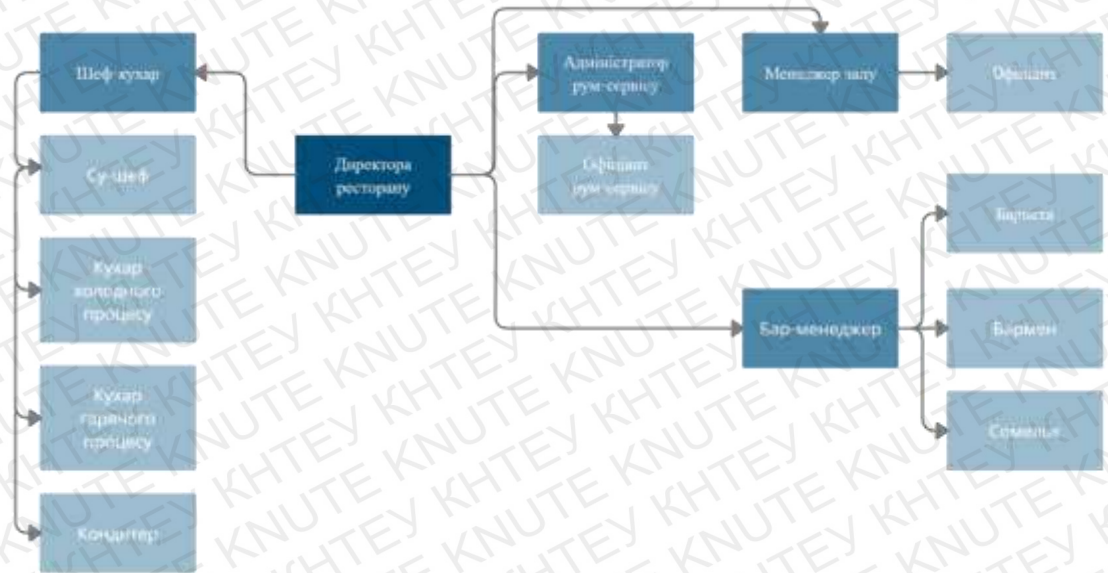 Шеф-кухар
Адміністратор
рум-сервісу
Менеджер залу
Офіціант
Директора
ресторану
Су-шеф
Офіціант
рум-сервісу
Бариста
Кухар
холодного
процесу
Бар-менеджер
Бармен
Кухар
гарячого
процесу
Сомельє
Кондитер